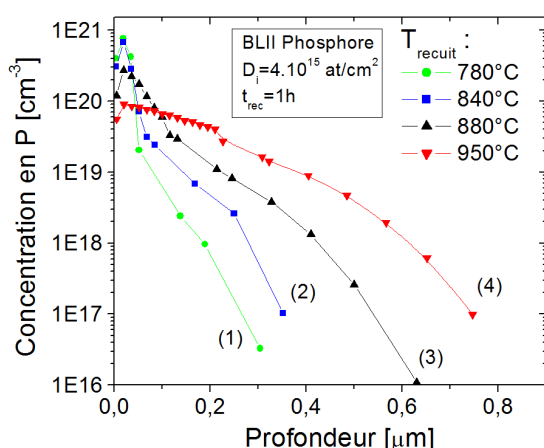 Concentration en P [cm⁻³]
1E21
1E20
1E19
1E18
1E17
1E16
BLII Phosphore
Dᵢ=4.10¹⁵ at/cm²
t_rec=1h
T_recuit :
780°C
840°C
880°C
950°C
(1)
(2)
(3)
(4)
0,0
0,2
0,4
0,6
0,8
Profondeur [µm]